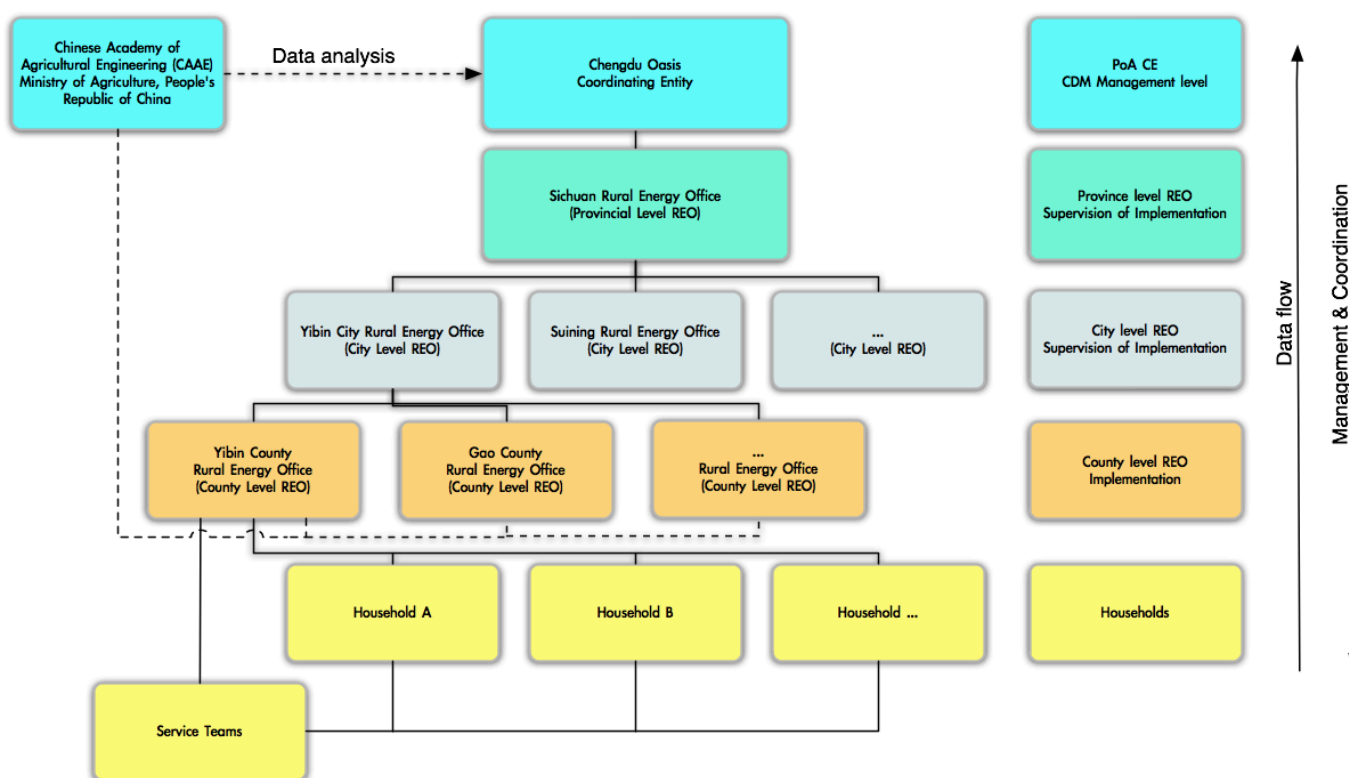 Chinese Academy of
Agricultural Engineering (CAAE)
Ministry of Agriculture, People's
Republic of China
Data analysis
Chengdu Oasis
Coordinating Entity
PoA CE
CDM Management level
Sichuan Rural Energy Office
(Provincial Level REO)
Province level REO
Supervision of Implementation
Yibin City Rural Energy Office
(City Level REO)
Suining Rural Energy Office
(City Level REO)
...
(City Level REO)
City level REO
Supervision of Implementation
Yibin County
Rural Energy Office
(County Level REO)
Gao County
Rural Energy Office
(County Level REO)
...
Rural Energy Office
(County Level REO)
County level REO
Implementation
Household A
Household B
Household ...
Households
Service Teams
Data flow
Management & Coordination